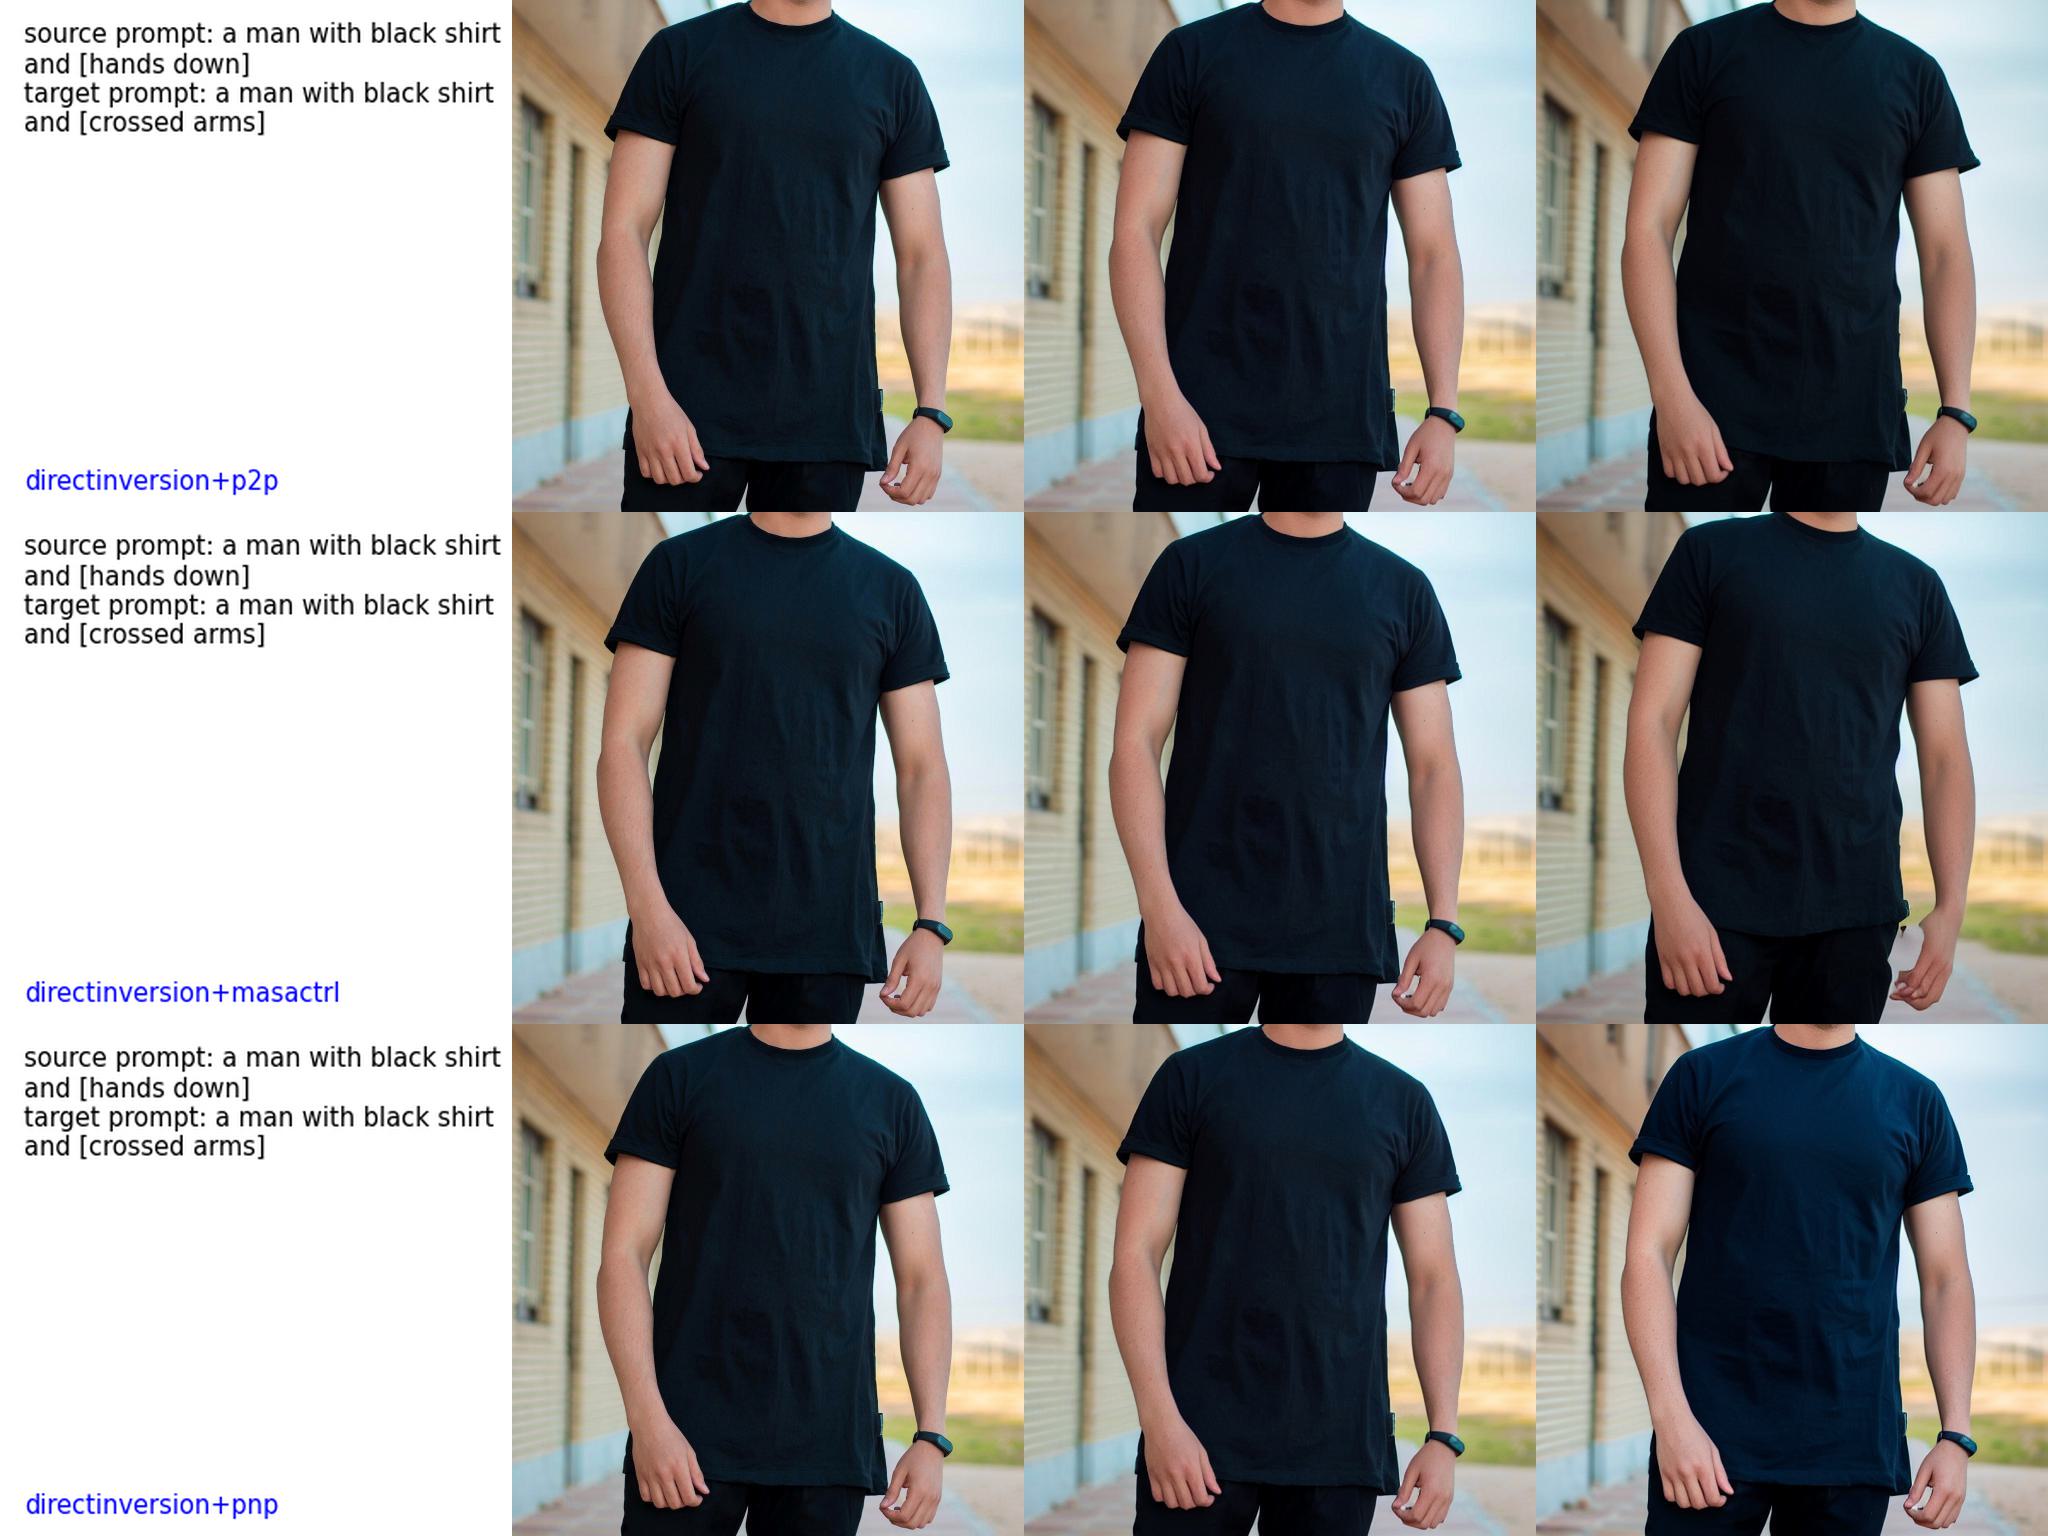 source prompt: a man with black shirt
and [hands down]
target prompt: a man with black shirt
and [crossed arms]
directinversion+p2p
source prompt: a man with black shirt
and [hands down]
target prompt: a man with black shirt
and [crossed arms]
directinversion+masactrl
source prompt: a man with black shirt
and [hands down]
target prompt: a man with black shirt
and [crossed arms]
directinversion+pnp